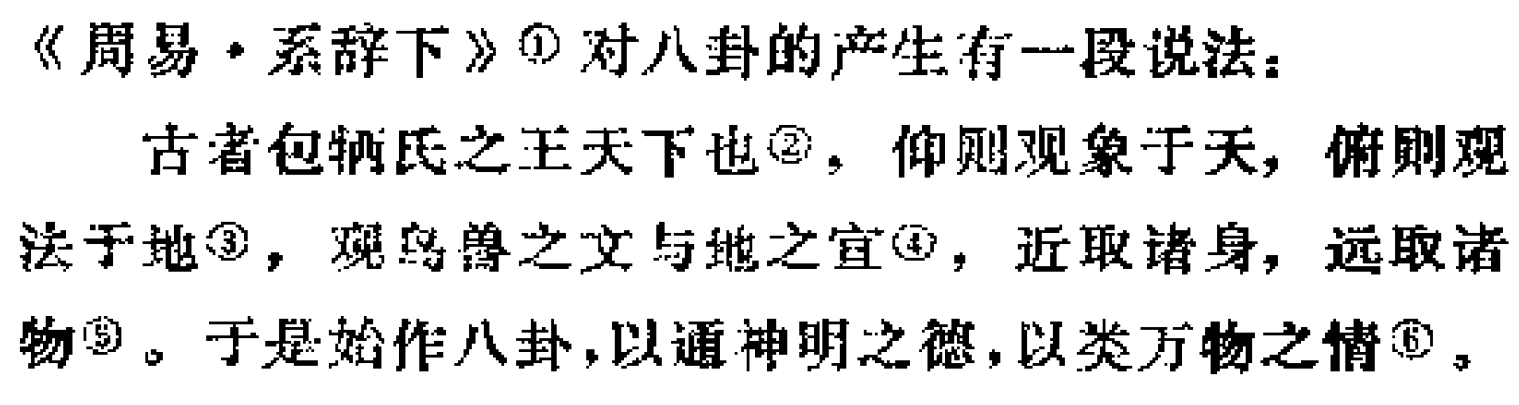 《周易·系辞下》①对八卦的产生有一段说法：
古者包牺氏之王天下也②，仰则观象于天，俯则观
法于地③，观鸟兽之文与地之宜④，近取诸身，远取诸
物⑤。于是始作八卦，以通神明之德，以类万物之情⑥。